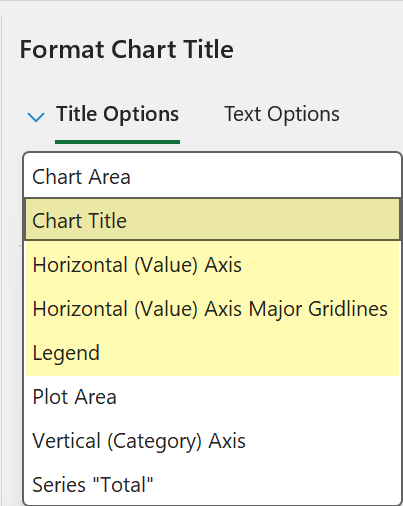 Format Chart Title
Title Options Text Options
Chart Area
Chart Title
Horizontal (Value) Axis
Horizontal (Value) Axis Major Gridlines
Legend
Plot Area
Vertical (Category) Axis
Series "Total"